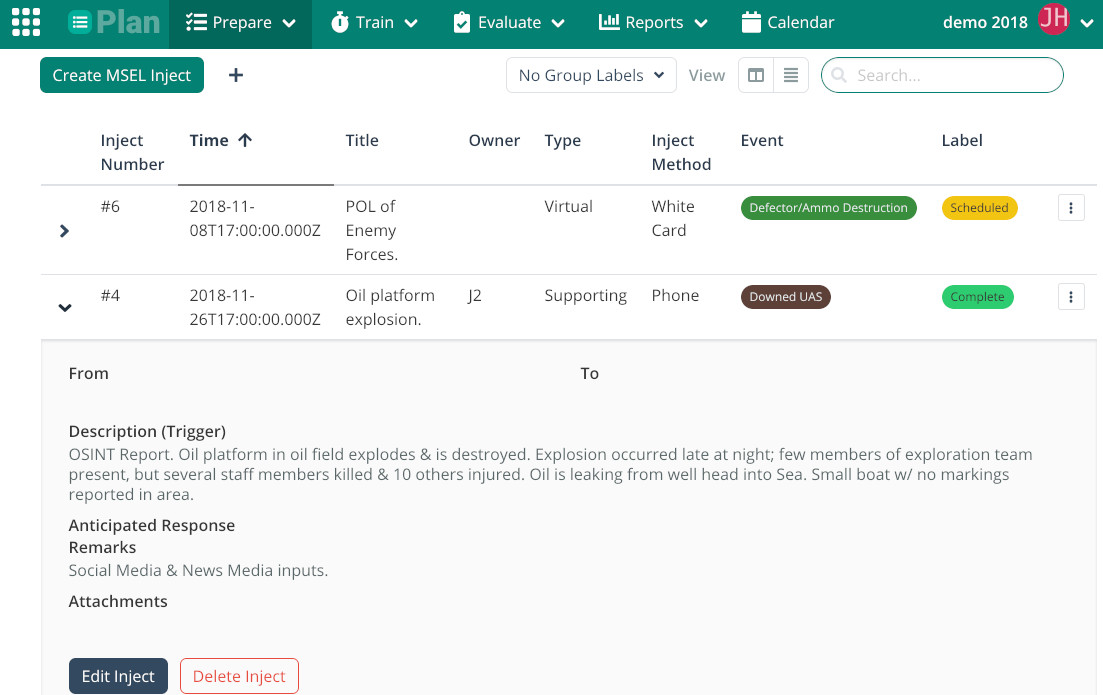 Plan
Prepare
Train
Evaluate
Reports
Calendar
demo 2018
JH
Create MSEL Inject
+
No Group Labels
View
Search...
Inject Number
Time ↑
Title
Owner
Type
Inject Method
Event
Label
#6
2018-11-
08T17:00:00.000Z
POL of
Enemy
Forces.
Virtual
White
Card
Defector/Ammo Destruction
Scheduled
#4
2018-11-
26T17:00:00.000Z
Oil platform
explosion.
J2
Supporting
Phone
Downed UAS
Complete
From
To
Description (Trigger)
OSINT Report. Oil platform in oil field explodes & is destroyed. Explosion occurred late at night; few members of exploration team
present, but several staff members killed & 10 others injured. Oil is leaking from well head into Sea. Small boat w/ no markings
reported in area.
Anticipated Response
Remarks
Social Media & News Media inputs.
Attachments
Edit Inject
Delete Inject